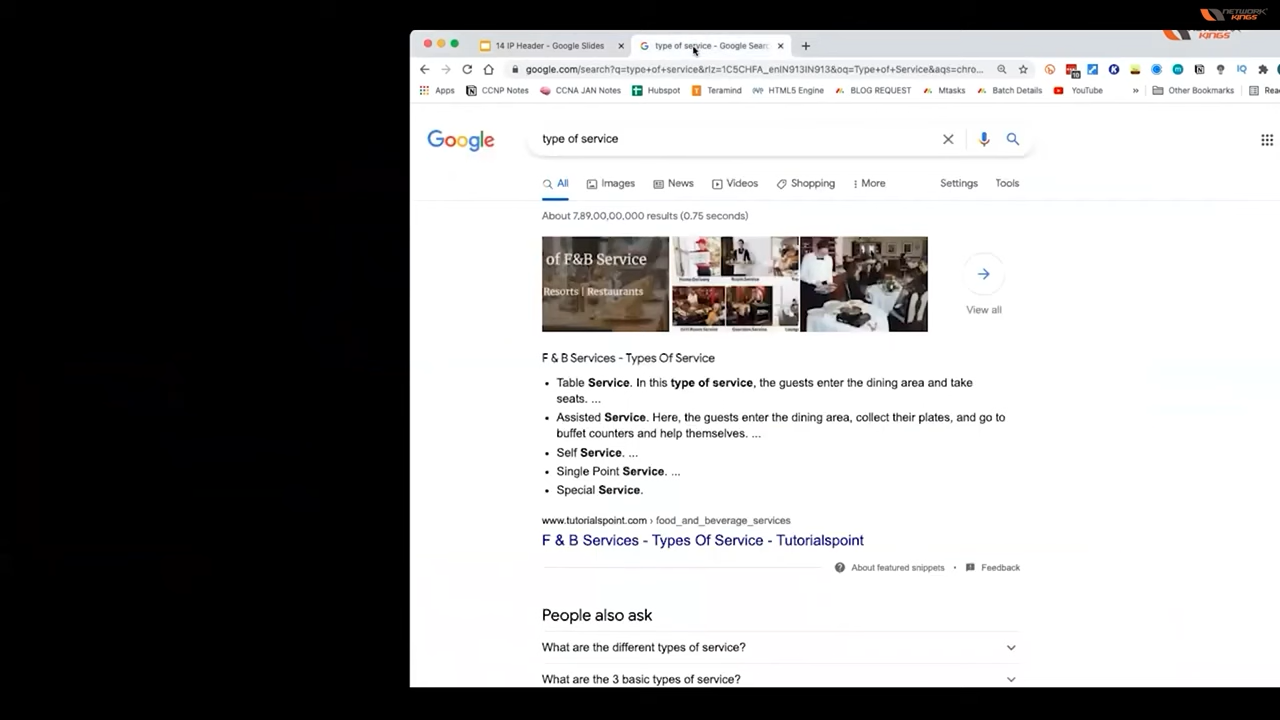 NETWORK KINGS
KINGS
14 IP Header - Google Slides
type of service - Google Sear
google.com/search?q=type+of+service&rlz=1C5CHFA_enIN913IN913&oq=Type+of+Service&aqs=chro...
Apps CCNP Notes CCNA JAN Notes Hubspot Teramind HTML5 Engine BLOG REQUEST Mtasks Batch Details YouTube » Other Bookmarks Rea
Google type of service
All Images News Videos Shopping More Settings Tools
About 7,89,00,00,000 results (0.75 seconds)
of F&B Service
Resorts | Restaurants
View all
F & B Services - Types Of Service
• Table Service. In this type of service, the guests enter the dining area and take
seats. ...
• Assisted Service. Here, the guests enter the dining area, collect their plates, and go to
buffet counters and help themselves. ...
• Self Service. ...
• Single Point Service. ...
• Special Service.
www.tutorialspoint.com › food_and_beverage_services
F & B Services - Types Of Service - Tutorialspoint
About featured snippets • Feedback
People also ask
What are the different types of service?
What are the 3 basic types of service?